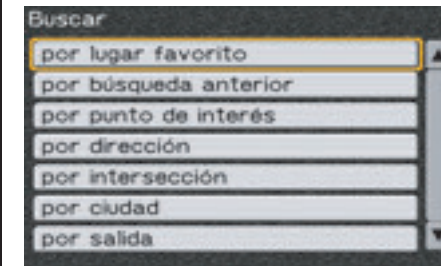 Buscar
por lugar favorito
por búsqueda anterior
por punto de interés
por dirección
por intersección
por ciudad
por salida